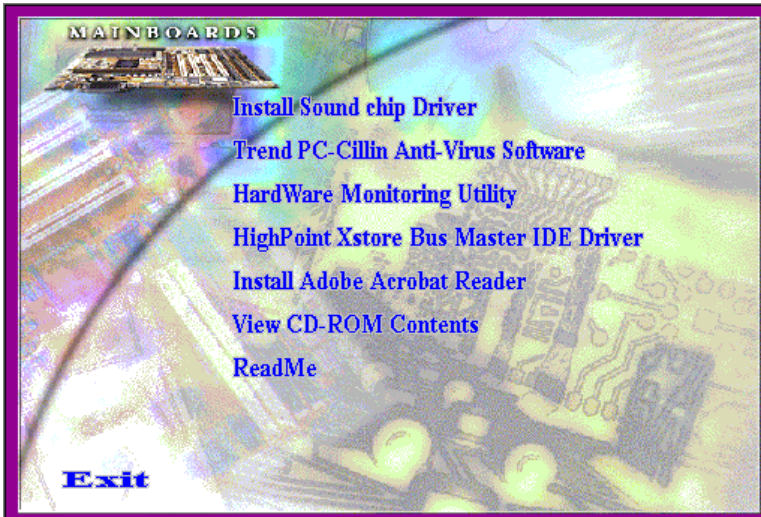 MAINBOARDS
Install Sound chip Driver
Trend PC-Cillin Anti-Virus Software
HardWare Monitoring Utility
HighPoint Xstore Bus Master IDE Driver
Install Adobe Acrobat Reader
View CD-ROM Contents
ReadMe
Exit